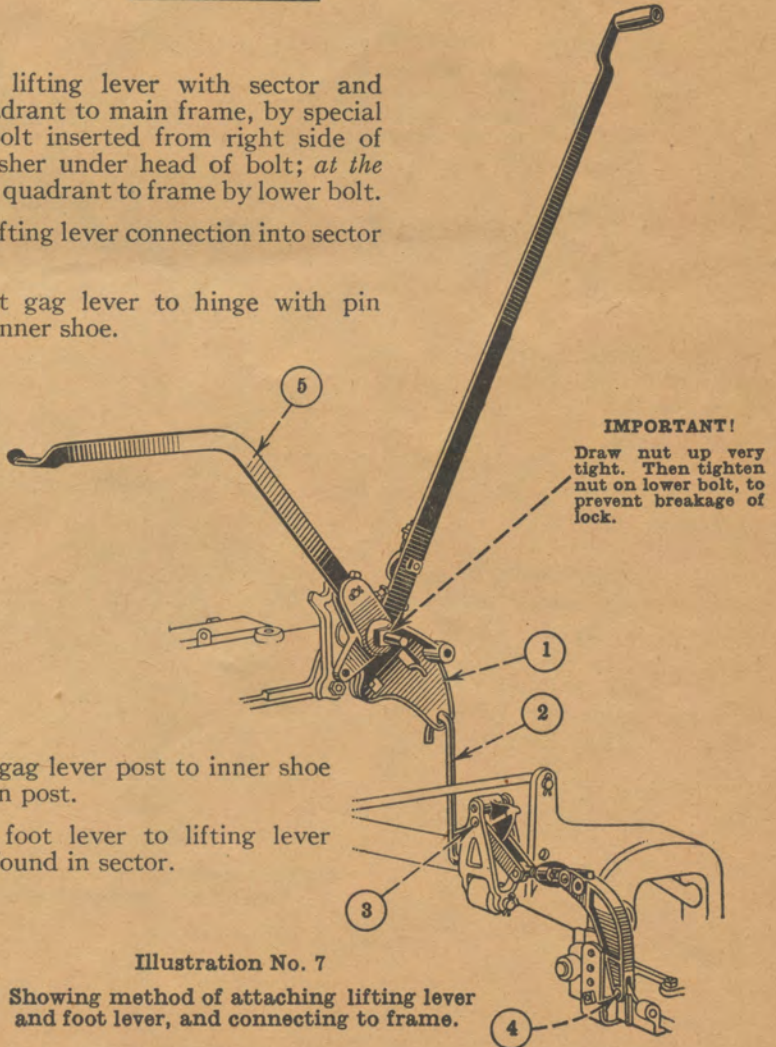 lifting lever with sector and
drant to main frame, by special
olt inserted from right side of
sher under head of bolt; at the
quadrant to frame by lower bolt.
fting lever connection into sector
t gag lever to hinge with pin
nner shoe.
5
IMPORTANT!
Draw nut up very
tight. Then tighten
nut on lower bolt, to
prevent breakage of
lock.
1
2
gag lever post to inner shoe
n post.
foot lever to lifting lever
ound in sector.
3
Illustration No. 7
Showing method of attaching lifting lever
and foot lever, and connecting to frame.
4